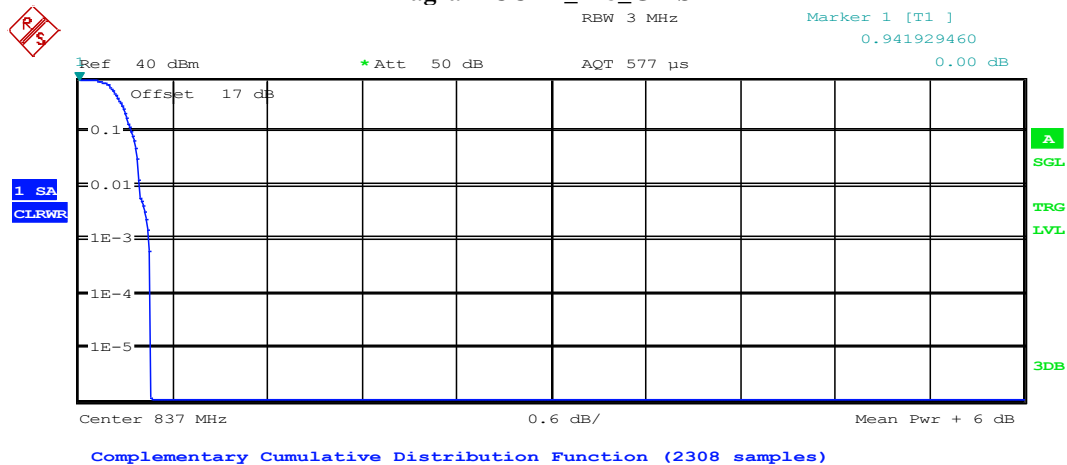 RBW 3 MHz
Marker 1 [T1 ]
R
S
0.941929460
1
Ref 40 dBm
* Att 50 dB
AQT 577 µs
0.00 dB
Offset 17 dB
0.1
A
SGL
0.01
1 SA
CLRWR
TRG
LVL
1E-3
1E-4
1E-5
3DB
Center 837 MHz
0.6 dB/
Mean Pwr + 6 dB
Complementary Cumulative Distribution Function (2308 samples)